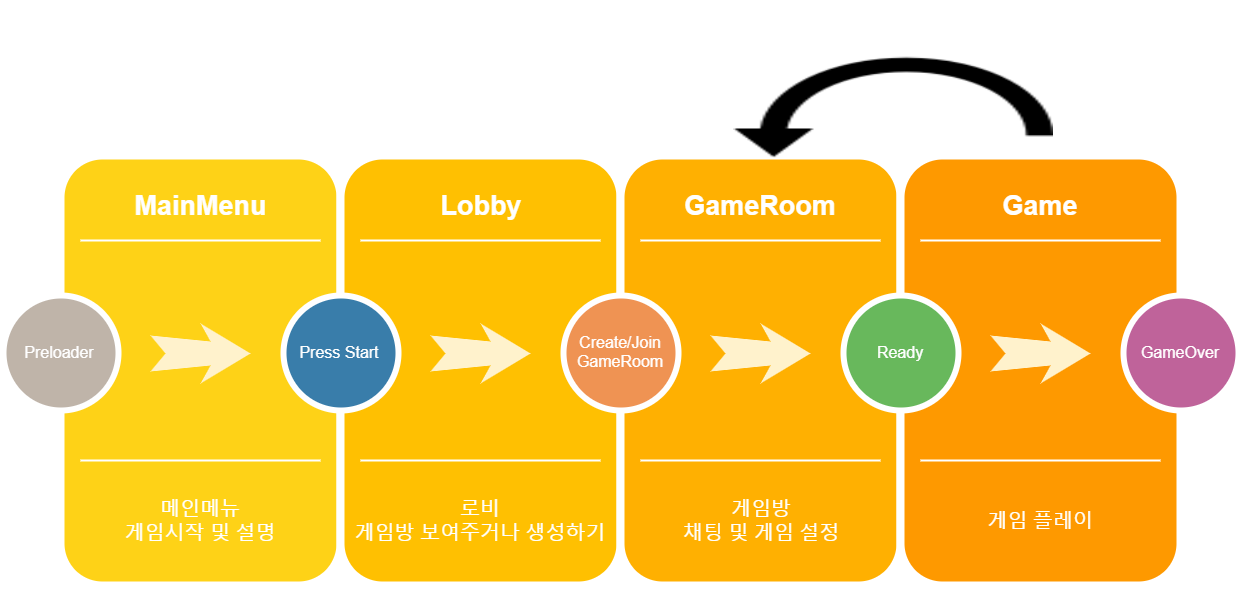 MainMenu
Lobby
GameRoom
Game
Preloader
Press Start
Create/Join
GameRoom
Ready
GameOver
메인메뉴
게임시작 및 설명
로비
게임방 보여주거나 생성하기
게임방
채팅 및 게임 설정
게임 플레이